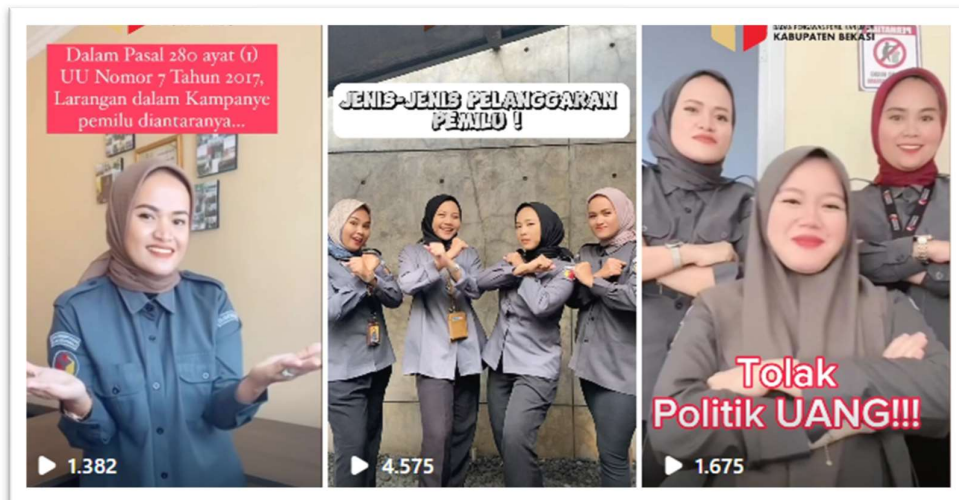 Dalam Pasal 280 ayat (1)
UU Nomor 7 Tahun 2017,
Larangan dalam Kampanye
pemilu diantaranya...
1.382
JENIS-JENIS PELANGGARAN
PEMILU !
4.575
KABUPATEN BEKASI
Tolak
Politik UANG!!!
1.675